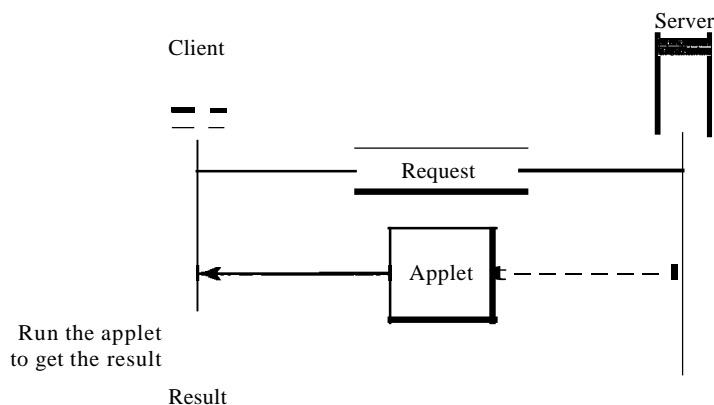 Server
Client
Request
Applet
Run the applet
to get the result
Result